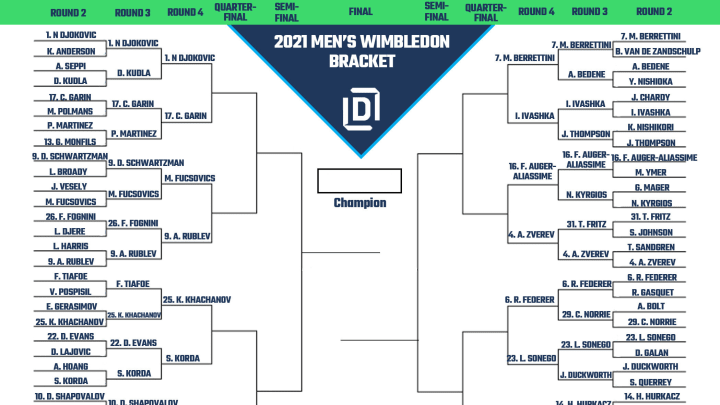 ROUND 2
ROUND 3
ROUND 4
QUARTER-
FINAL
SEMI-
FINAL
FINAL
SEMI-
FINAL
QUARTER-
FINAL
ROUND 4
ROUND 3
ROUND 2
2021 MEN'S WIMBLEDON
BRACKET
Champion
1. N DJOKOVIC
K. ANDERSON
A. SEPPI
D. KUDLA
17. C. GARIN
M. POLMANS
P. MARTINEZ
13. G. MONFILS
9. D. SCHWARTZMAN
L. BROADY
J. VESELY
M. FUCSOVICS
26. F. FOGNINI
L. DJERE
L. HARRIS
9. A. RUBLEV
F. TIAFOE
V. POSPISIL
E. GERASIMOV
25. K. KHACHANOV
22. D. EVANS
D. LAJOVIC
A. HOANG
S. KORDA
10. D. SHAPOVALOV
1. N DJOKOVIC
D. KUDLA
17. C. GARIN
P. MARTINEZ
9. D. SCHWARTZMAN
M. FUCSOVICS
26. F. FOGNINI
9. A. RUBLEV
F. TIAFOE
25. K. KHACHANOV
22. D. EVANS
S. KORDA
10. D. SHAPOVALOV
1. N DJOKOVIC
17. C. GARIN
M. FUCSOVICS
9. A. RUBLEV
25. K. KHACHANOV
S. KORDA
7. M. BERRETTINI
I. IVASHKA
16. F. AUGER-
ALIASSIME
4. A. ZVEREV
6. R. FEDERER
23. L. SONEGO
7. M. BERRETTINI
A. BEDENE
I. IVASHKA
J. THOMPSON
16. F. AUGER-
ALIASSIME
N. KYRGIOS
31. T. FRITZ
4. A. ZVEREV
6. R. FEDERER
29. C. NORRIE
23. L. SONEGO
J. DUCKWORTH
14. H. HURKACZ
7. M. BERRETTINI
B. VAN DE ZANDSCHULP
A. BEDENE
Y. NISHIOKA
J. CHARDY
I. IVASHKA
K. NISHIKORI
J. THOMPSON
16. F. AUGER-ALIASSIME
M. YMER
G. MAGER
N. KYRGIOS
31. T. FRITZ
S. JOHNSON
T. SANDGREN
4. A. ZVEREV
6. R. FEDERER
R. GASQUET
A. BOLT
29. C. NORRIE
23. L. SONEGO
D. GALAN
J. DUCKWORTH
S. QUERREY
14. H. HURKACZ